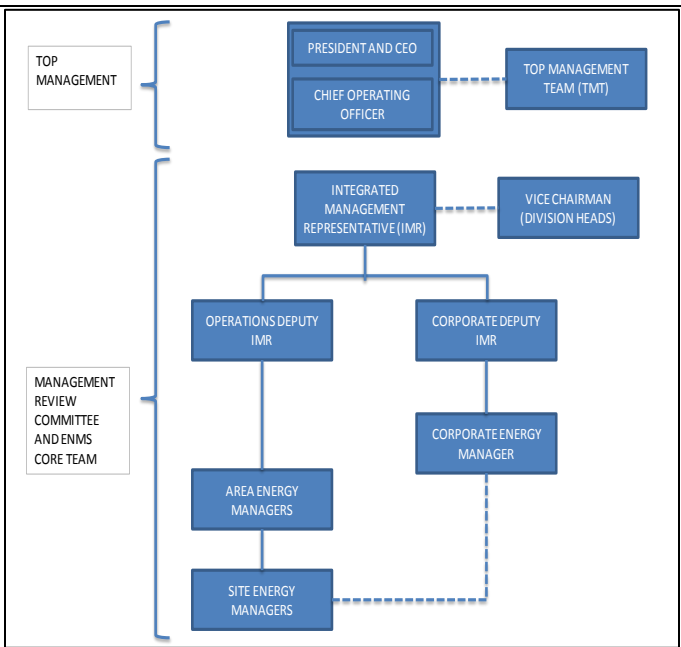 TOP
MANAGEMENT
PRESIDENT AND CEO
CHIEF OPERATING
OFFICER
TOP MANAGEMENT
TEAM (TMT)
INTEGRATED
MANAGEMENT
REPRESENTATIVE (IMR)
VICE CHAIRMAN
(DIVISION HEADS)
OPERATIONS DEPUTY
IMR
CORPORATE DEPUTY
IMR
MANAGEMENT
REVIEW
COMMITTEE
AND ENMS
CORE TEAM
CORPORATE ENERGY
MANAGER
AREA ENERGY
MANAGERS
SITE ENERGY
MANAGERS